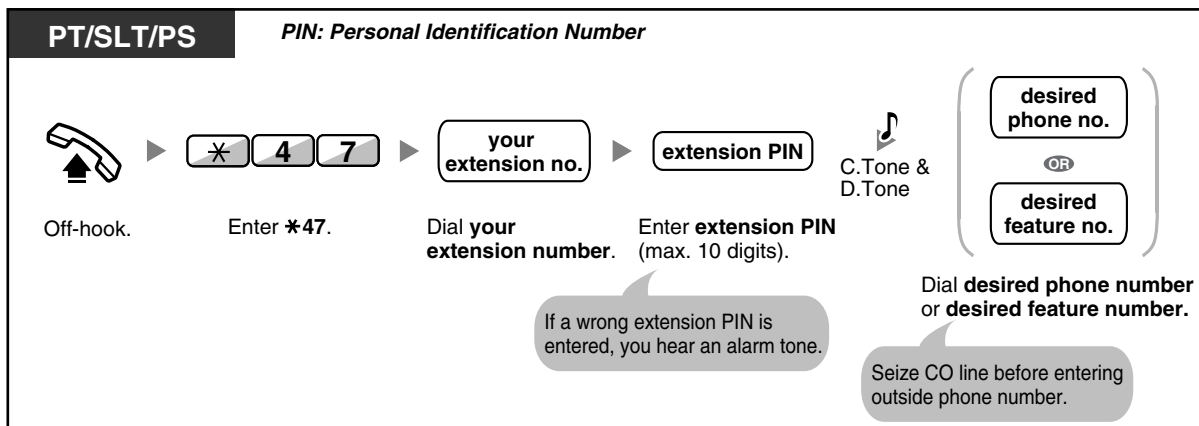 PT/SLT/PS
PIN: Personal Identification Number
✳ 4 7
your
extension no.
extension PIN
C.Tone &
D.Tone
desired
phone no.
OR
desired
feature no.
Off-hook.
Enter ✳47.
Dial your
extension number.
Enter extension PIN
(max. 10 digits).
Dial desired phone number
or desired feature number.
If a wrong extension PIN is
entered, you hear an alarm tone.
Seize CO line before entering
outside phone number.